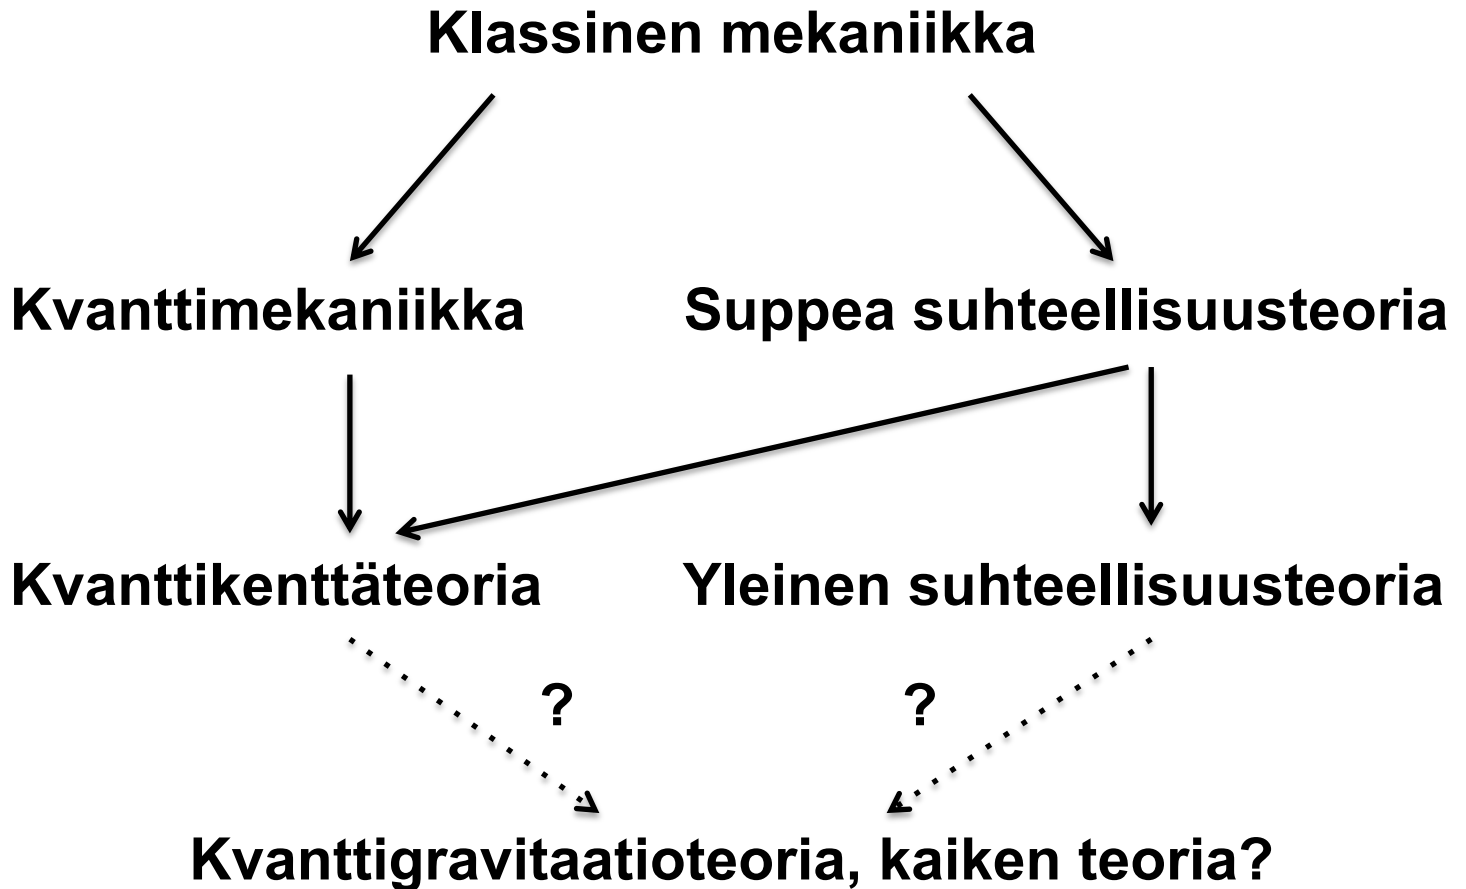 Klassinen mekaniikka
Kvanttimekaniikka
Suppea suhteellisuusteoria
Kvanttikenttäteoria
Yleinen suhteellisuusteoria
?
?
Kvanttigravitaatioteoria, kaiken teoria?